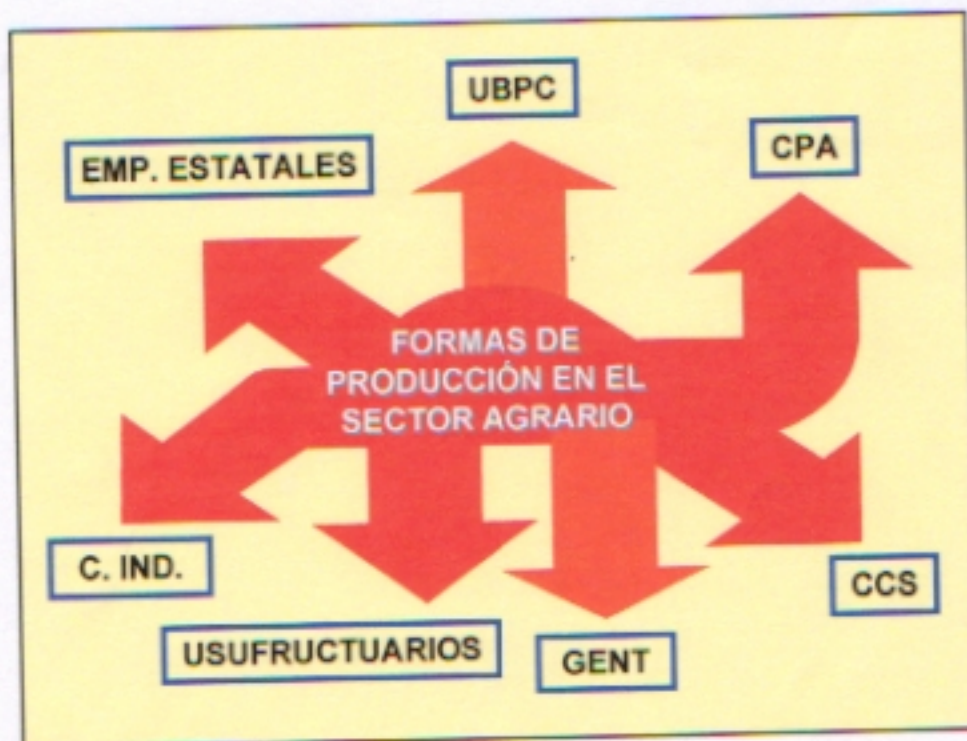 UBPC
CPA
EMP. ESTATALES
FORMAS DE
PRODUCCIÓN EN EL
SECTOR AGRARIO
C. IND.
CCS
USUFRUCTUARIOS
GENT